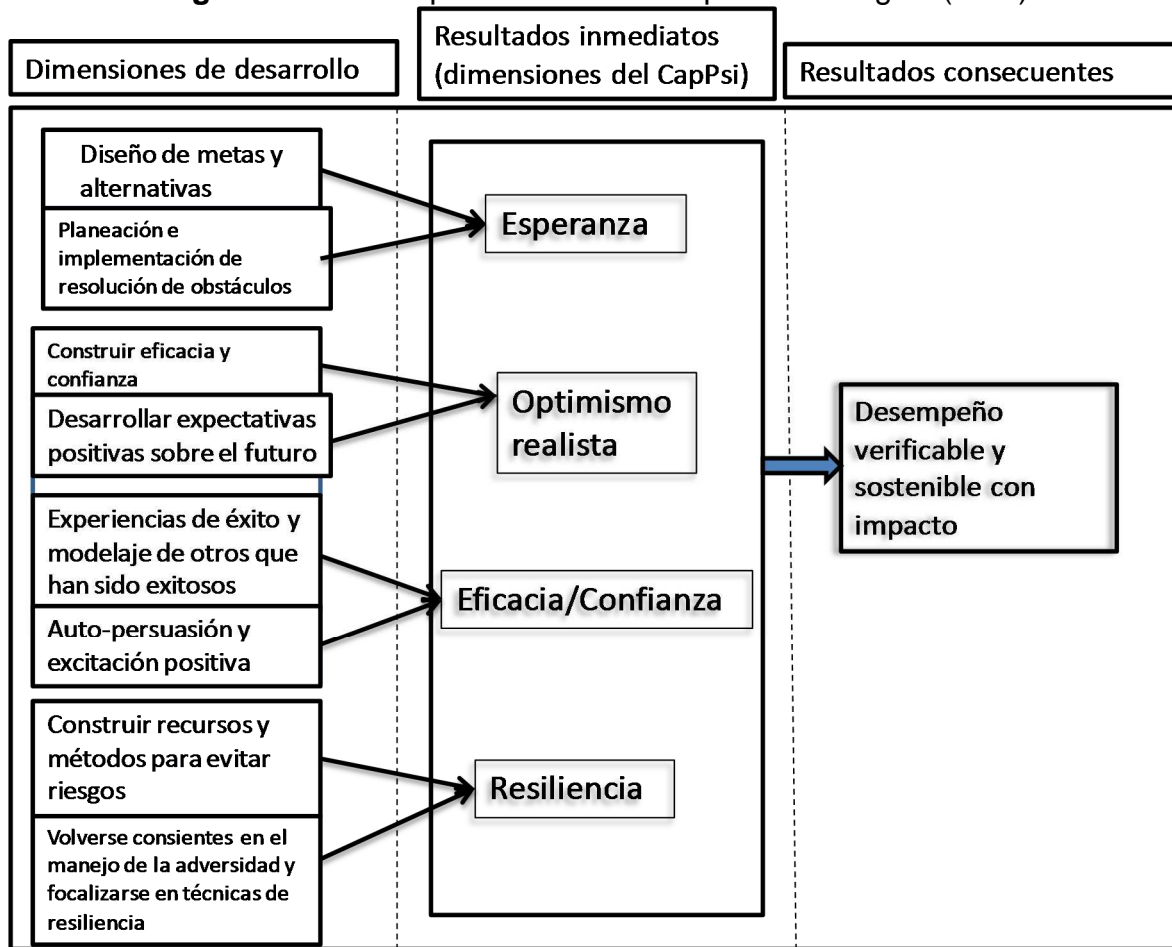 Dimensiones de desarrollo
Resultados inmediatos
(dimensiones del CapPsi)
Resultados consecuentes
Diseño de metas y
alternativas
Planeación e
implementación de
resolución de obstáculos
Esperanza
Construir eficacia y
confianza
Desarrollar expectativas
positivas sobre el futuro
Optimismo
realista
Experiencias de éxito y
modelaje de otros que
han sido exitosos
Auto-persuasión y
excitación positiva
Eficacia/Confianza
Construir recursos y
métodos para evitar
riesgos
Volverse consientes en el
manejo de la adversidad y
focalizarse en técnicas de
resiliencia
Resiliencia
Desempeño
verificable y
sostenible con
impacto